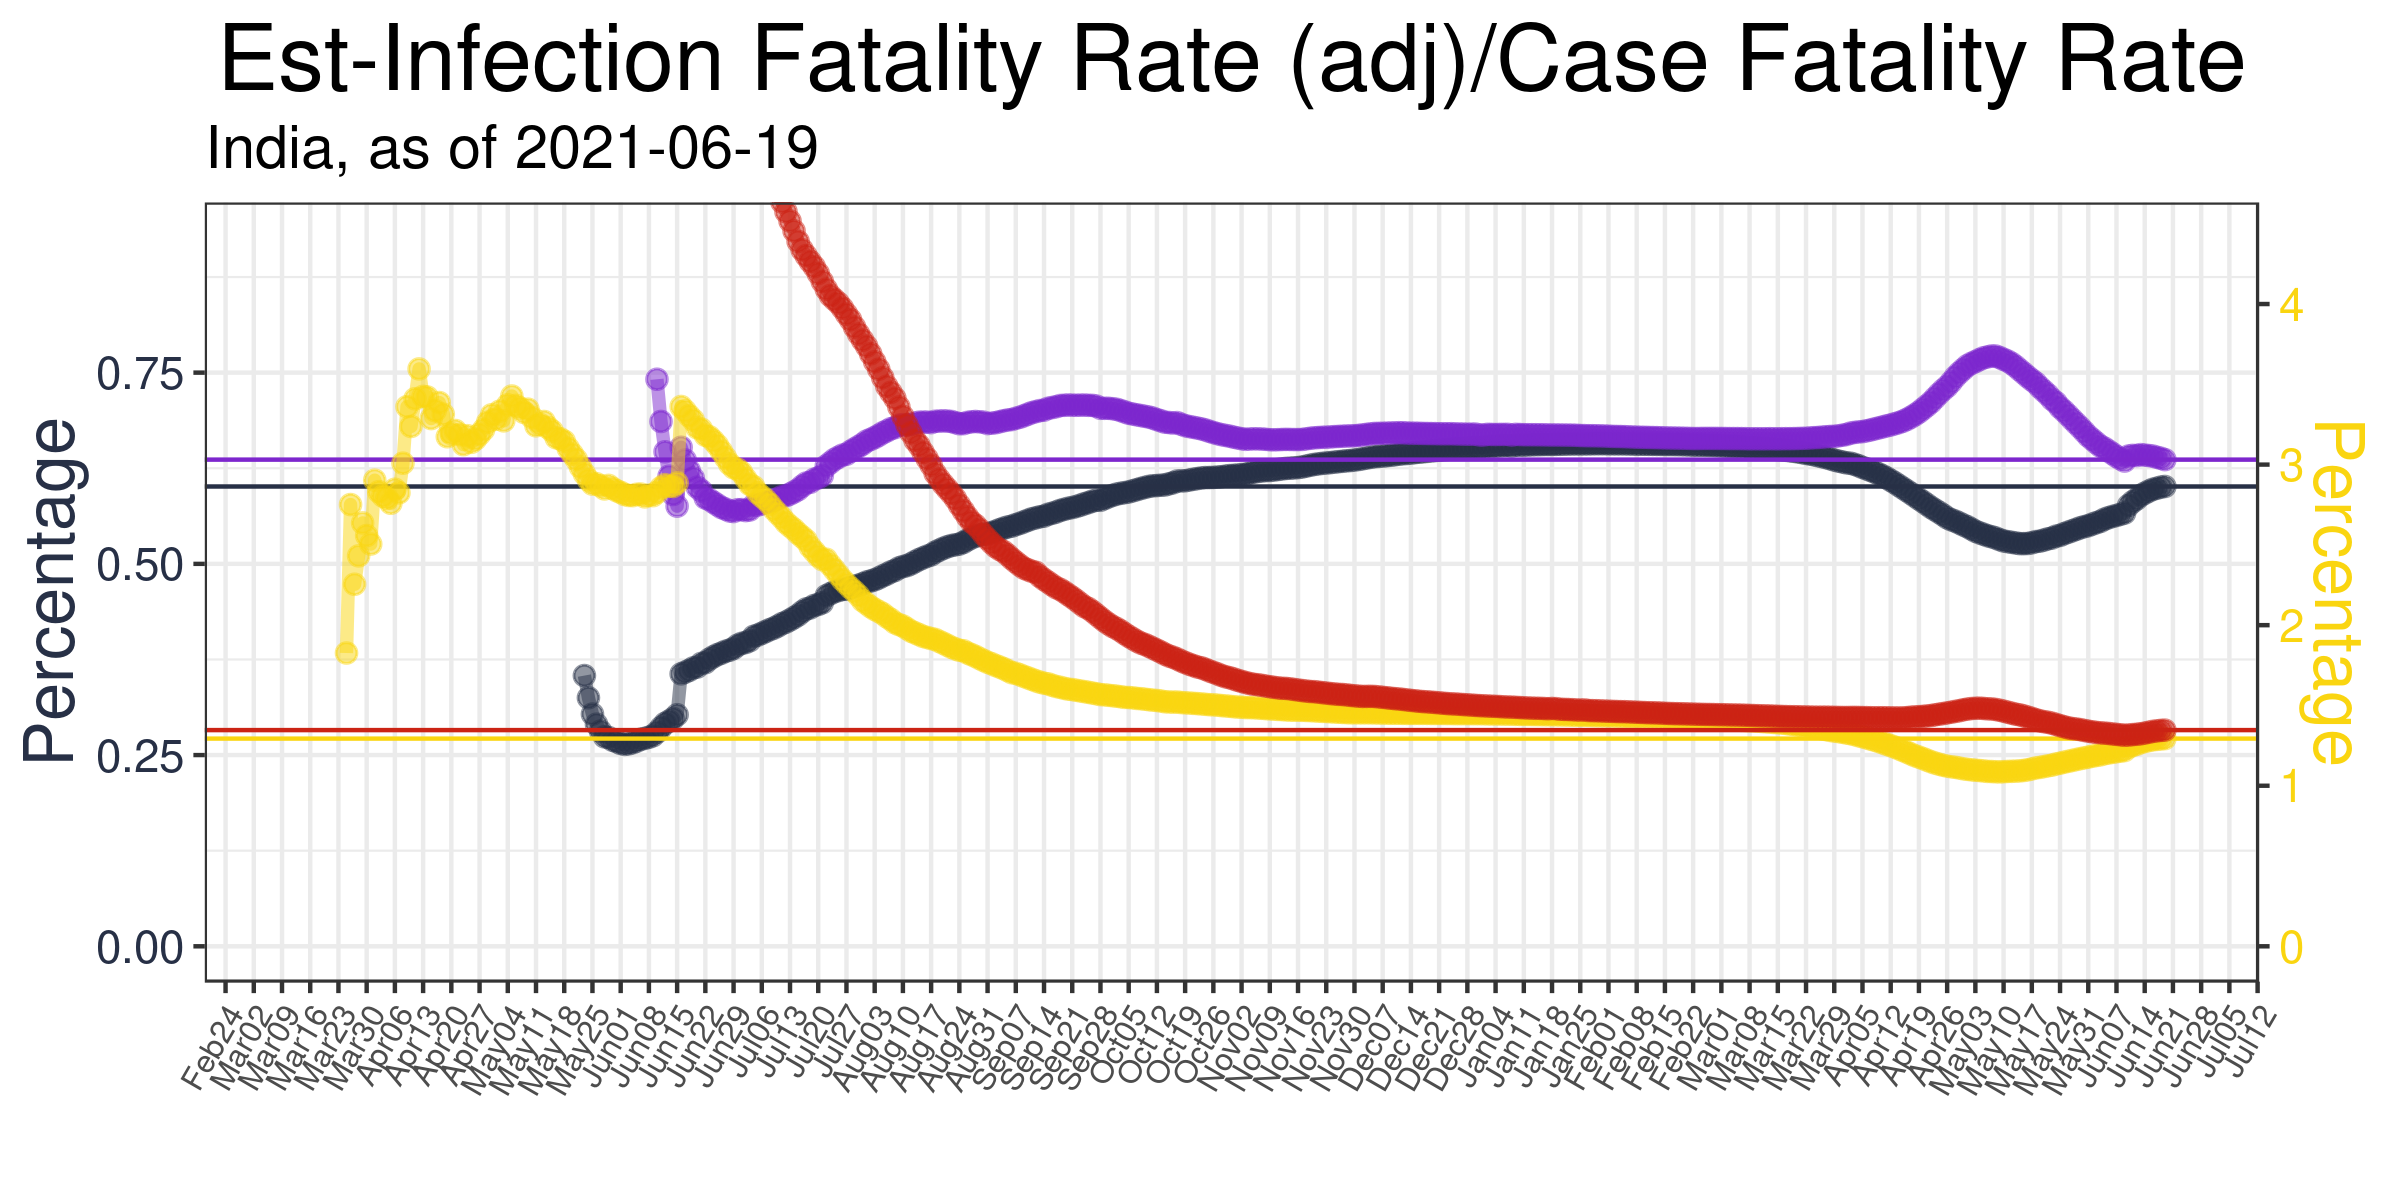 Est-Infection Fatality Rate (adj)/Case Fatality Rate
India, as of 2021-06-19
Percentage
0.75
0.50
0.25
0.00
4
3
2
1
0
Percentage
Feb24
Mar02
Mar09
Mar16
Mar23
Mar30
Apr06
Apr13
Apr20
Apr27
May04
May11
May18
May25
Jun01
Jun08
Jun15
Jun22
Jun29
Jul06
Jul13
Jul20
Jul27
Aug03
Aug10
Aug17
Aug24
Aug31
Sep07
Sep14
Sep21
Sep28
Oct05
Oct12
Oct19
Oct26
Nov02
Nov09
Nov16
Nov23
Nov30
Dec07
Dec14
Dec21
Dec28
Jan04
Jan11
Jan18
Jan25
Feb01
Feb08
Feb15
Feb22
Mar01
Mar08
Mar15
Mar22
Mar29
Apr05
Apr12
Apr19
Apr26
May03
May10
May17
May24
May31
Jun07
Jun14
Jun21
Jun28
Jul05
Jul12